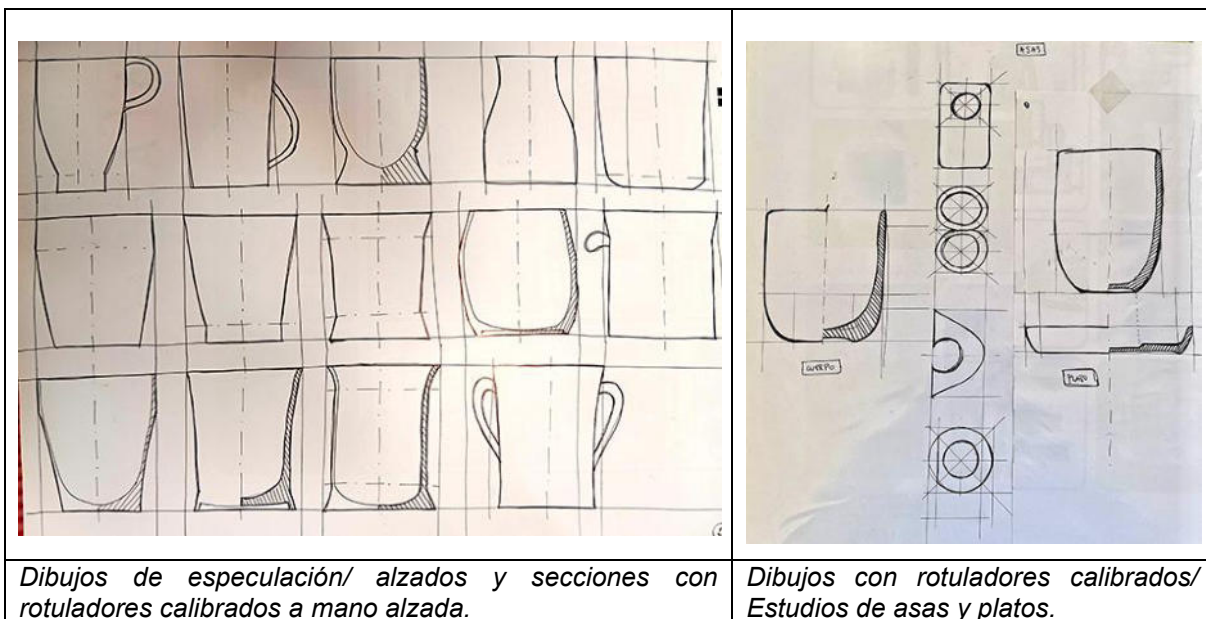 ASAS
CUERPO
PLATO
Dibujos de especulación/ alzados y secciones con
rotuladores calibrados a mano alzada.
Dibujos con rotuladores calibrados/
Estudios de asas y platos.